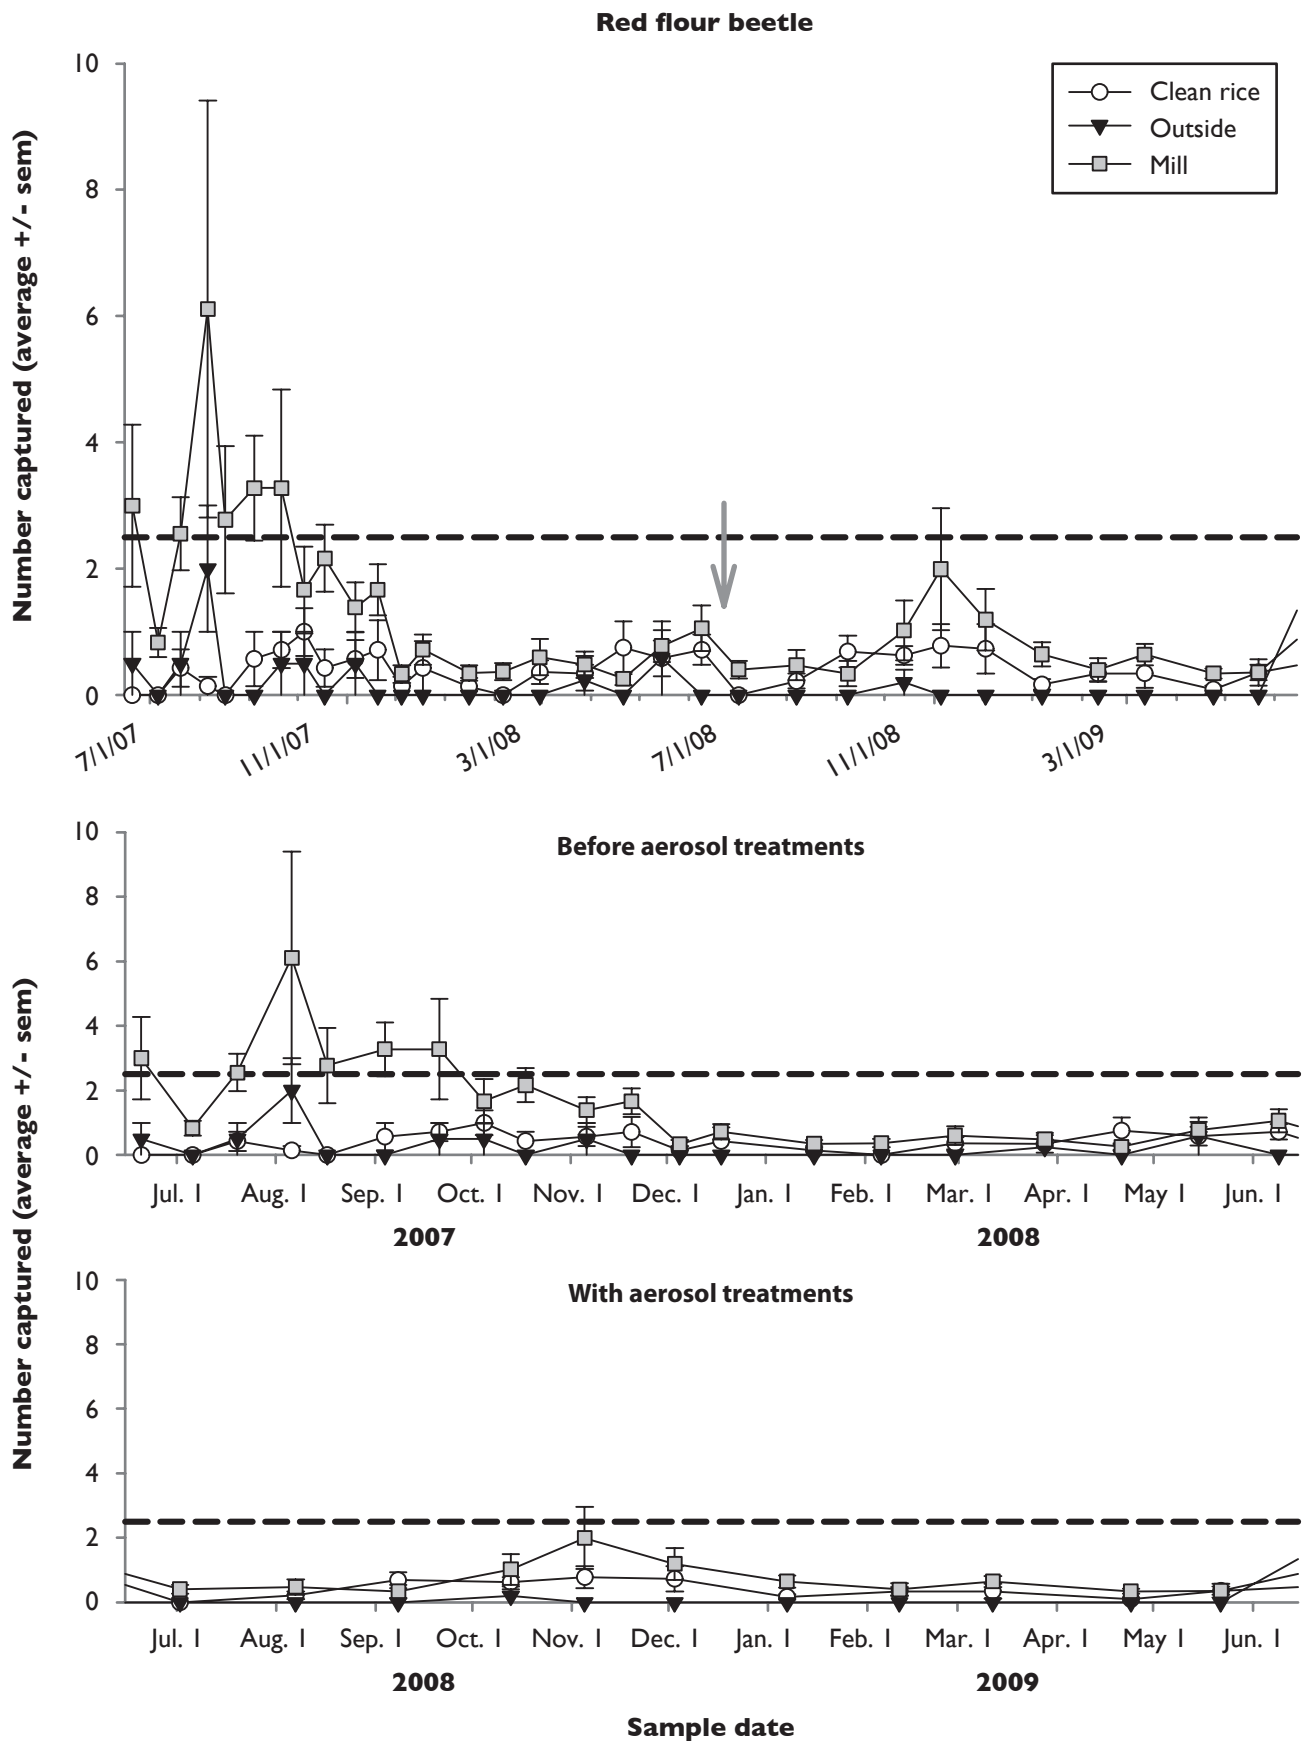 Red flour beetle
Number captured (average +/- sem)
10
8
6
4
2
0
Clean rice
Outside
Mill
7/1/07
11/1/07
3/1/08
7/1/08
11/1/08
3/1/09
Number captured (average +/- sem)
Before aerosol treatments
10
8
6
4
2
0
Jul. 1 Aug. 1 Sep. 1 Oct. 1 Nov. 1 Dec. 1 Jan. 1 Feb. 1 Mar. 1 Apr. 1 May 1 Jun. 1
2007 2008
With aerosol treatments
10
8
6
4
2
0
Jul. 1 Aug. 1 Sep. 1 Oct. 1 Nov. 1 Dec. 1 Jan. 1 Feb. 1 Mar. 1 Apr. 1 May 1 Jun. 1
2008 2009
Sample date